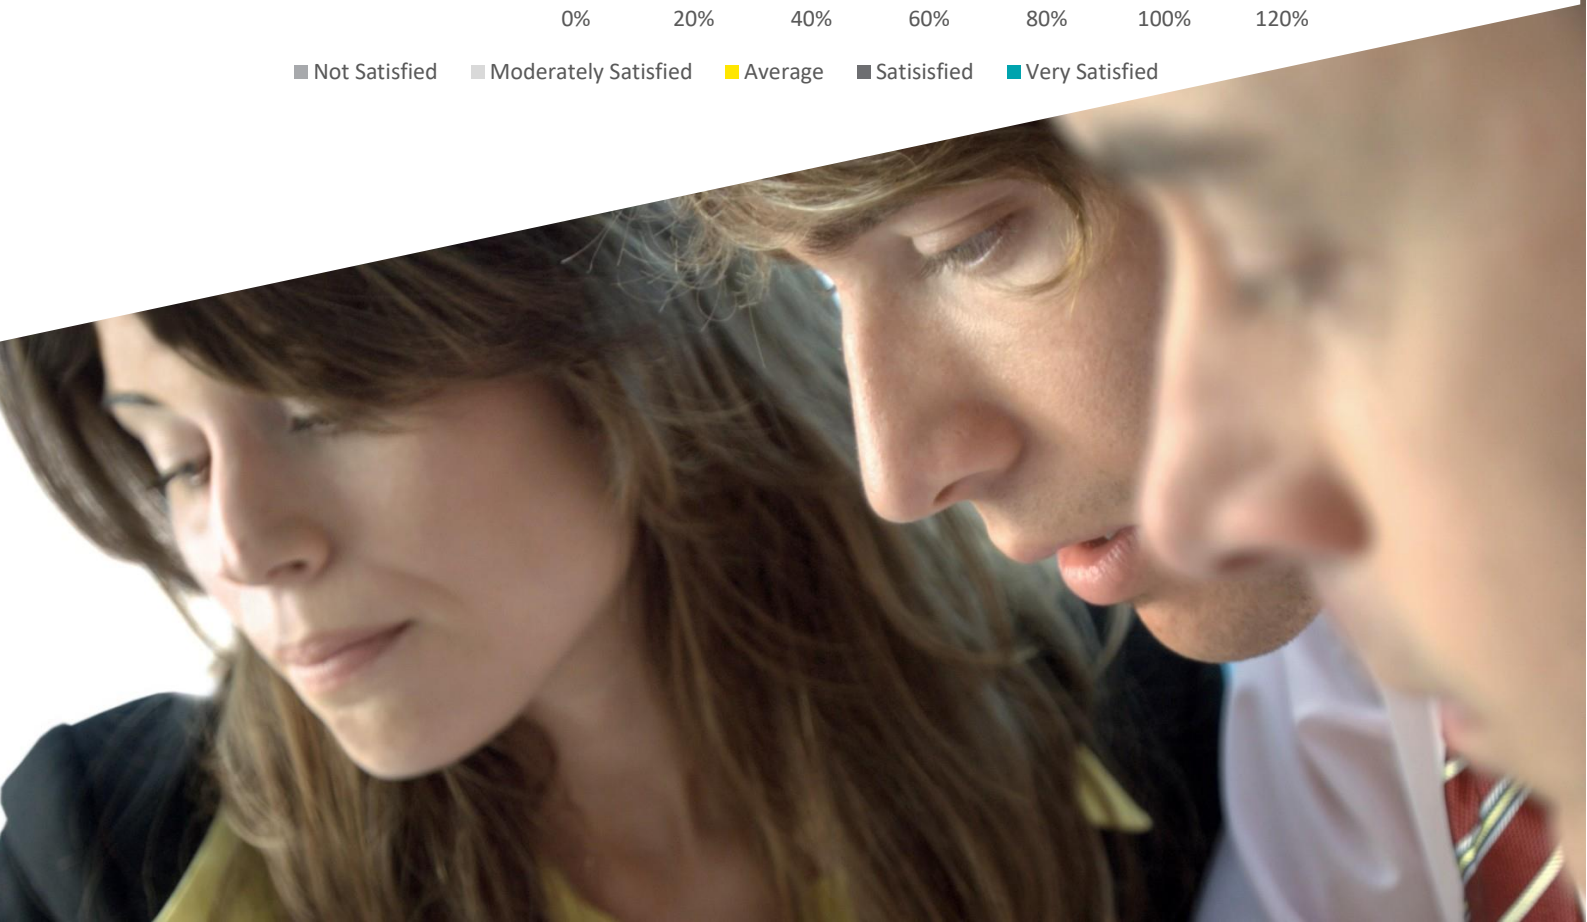 0% 20% 40% 60% 80% 100% 120%
Not Satisfied Moderately Satisfied Average Satisisfied Very Satisfied